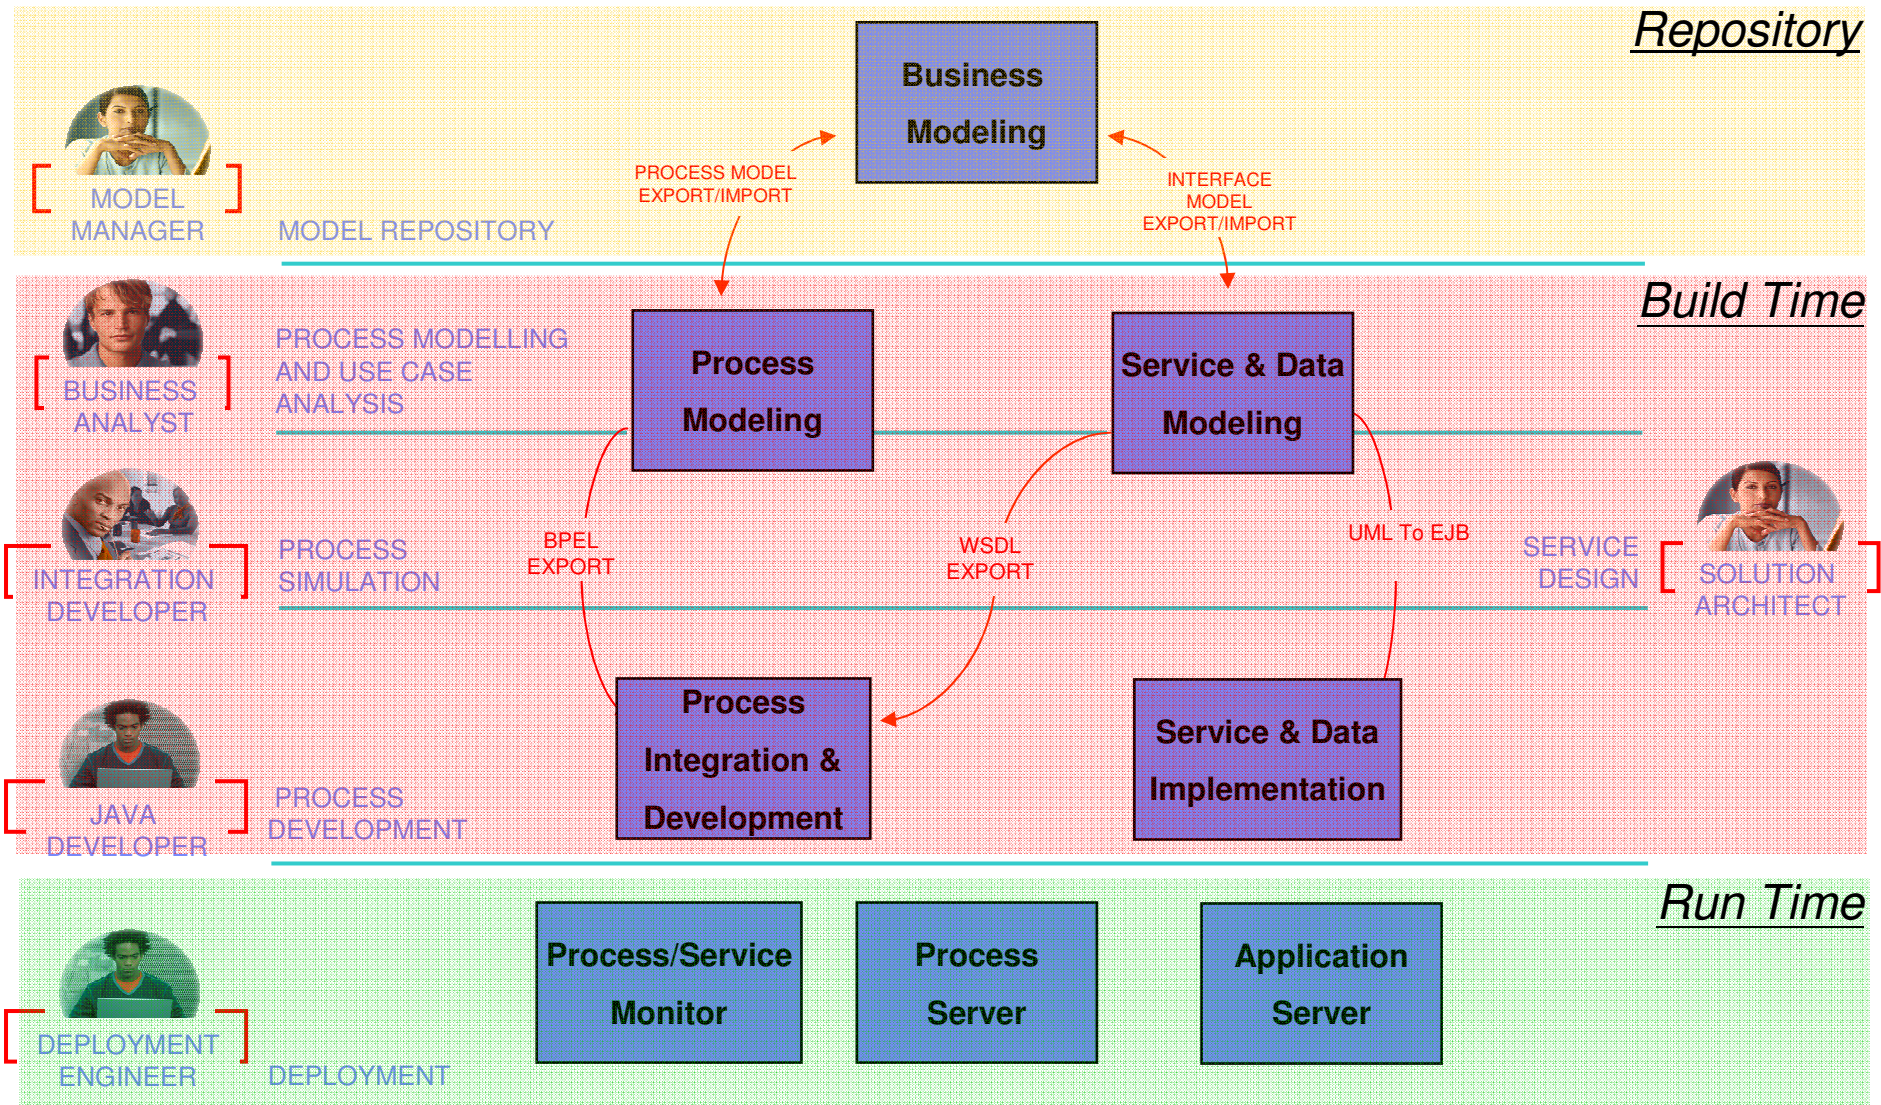 Repository
Business
Modeling
PROCESS MODEL
EXPORT/IMPORT
INTERFACE
MODEL
EXPORT/IMPORT
MODEL
MANAGER
MODEL REPOSITORY
Build Time
PROCESS MODELLING
AND USE CASE
ANALYSIS
Process
Modeling
Service & Data
Modeling
BUSINESS
ANALYST
BPEL
EXPORT
WSDL
EXPORT
UML To EJB
PROCESS
SIMULATION
SERVICE
DESIGN
INTEGRATION
DEVELOPER
SOLUTION
ARCHITECT
Process
Integration &
Development
Service & Data
Implementation
PROCESS
DEVELOPMENT
JAVA
DEVELOPER
Run Time
Process/Service
Monitor
Process
Server
Application
Server
DEPLOYMENT
ENGINEER
DEPLOYMENT